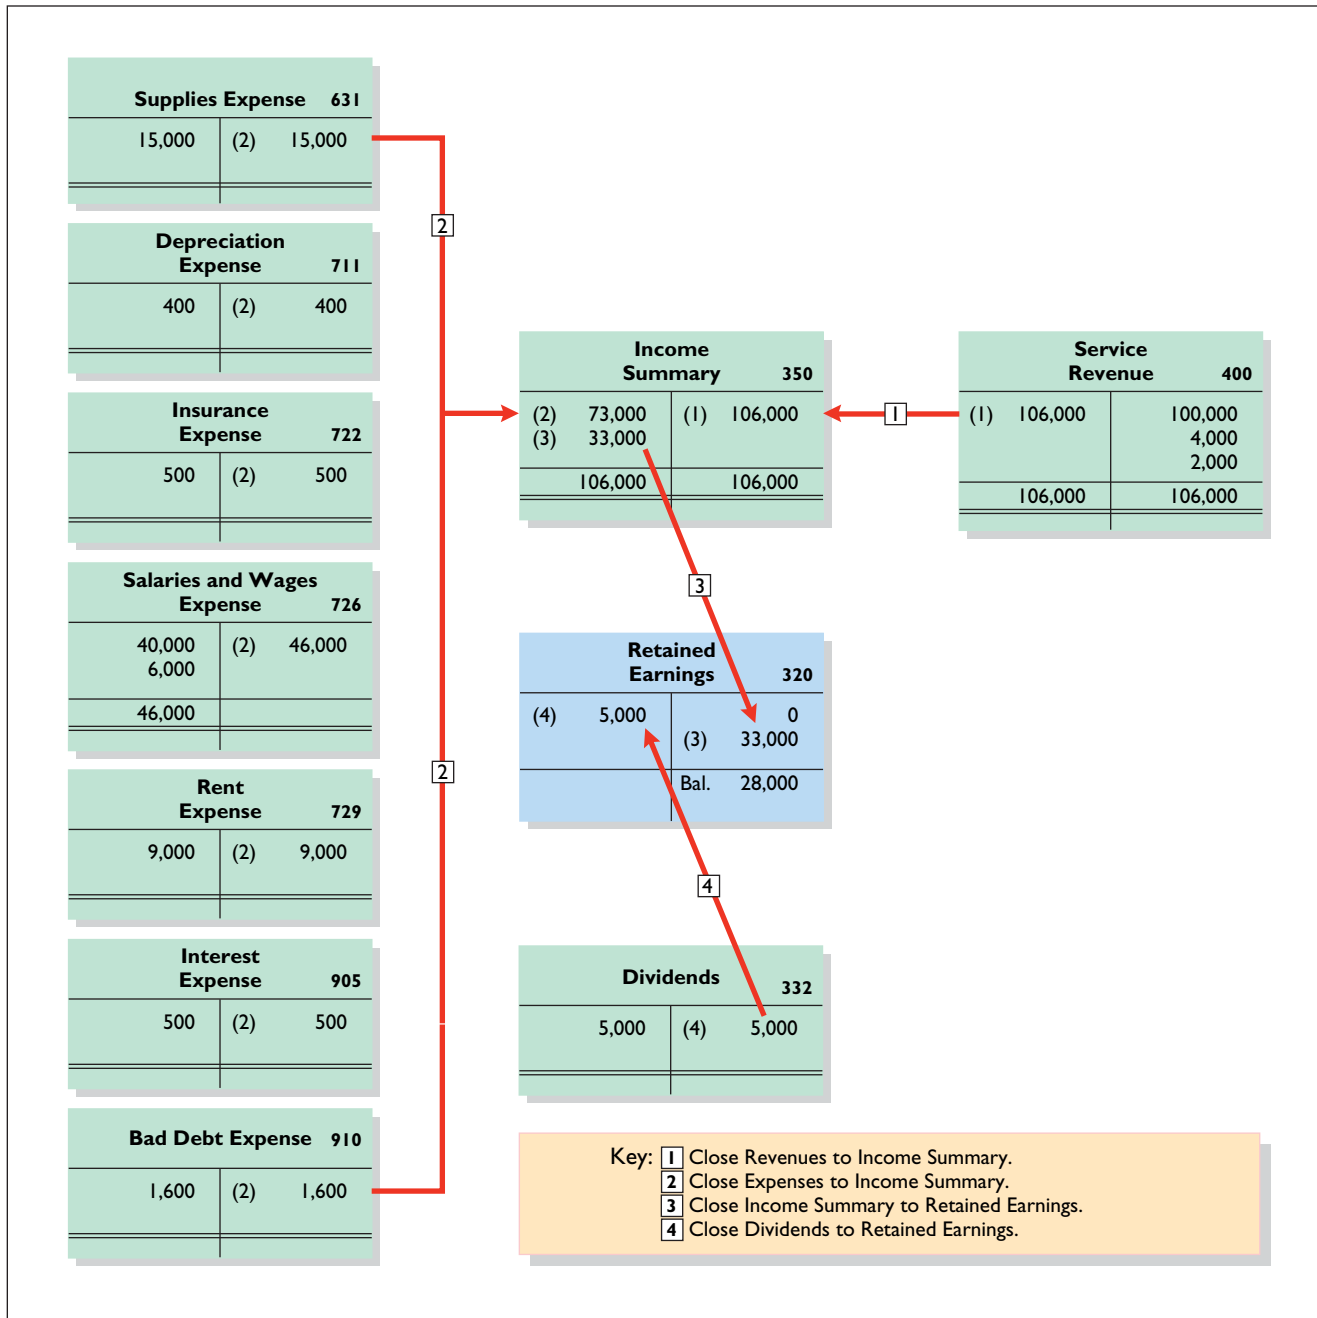 Supplies Expense 631
15,000 (2) 15,000
2
Depreciation
Expense 711
400 (2) 400
Insurance
Expense 722
500 (2) 500
Salaries and Wages
Expense 726
40,000 (2) 46,000
6,000
46,000
2
Rent
Expense 729
9,000 (2) 9,000
Interest
Expense 905
500 (2) 500
Bad Debt Expense 910
1,600 (2) 1,600
Income
Summary 350
(2) 73,000 (1) 106,000
(3) 33,000
106,000 106,000
1
Service
Revenue 400
(1) 106,000 100,000
4,000
2,000
106,000 106,000
3
Retained
Earnings 320
(4) 5,000 0
(3) 33,000
Bal. 28,000
4
Dividends 332
5,000 (4) 5,000
Key: 1 Close Revenues to Income Summary.
2 Close Expenses to Income Summary.
3 Close Income Summary to Retained Earnings.
4 Close Dividends to Retained Earnings.